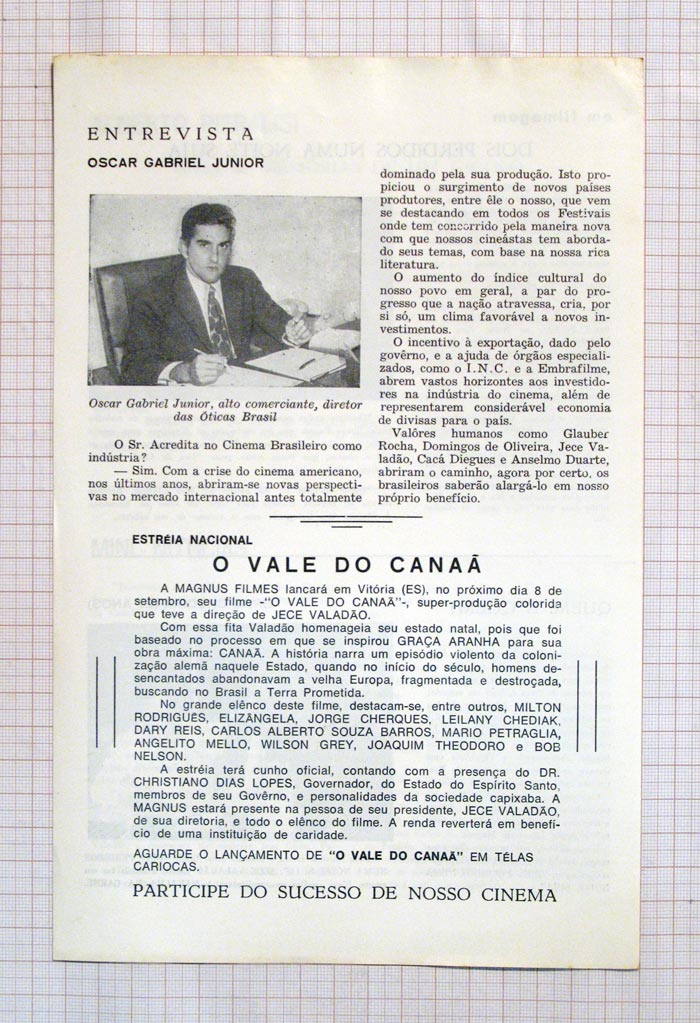 ENTREVISTA
OSCAR GABRIEL JUNIOR
Oscar Gabriel Junior, alto comerciante, diretor
das Óticas Brasil
O Sr. Acredita no Cinema Brasileiro como
indústria?
— Sim. Com a crise do cinema americano,
nos últimos anos, abriram-se novas perspecti-
vas no mercado internacional antes totalmente
dominado pela sua produção. Isto pro-
piciou o surgimento de novos países
produtores, entre êle o nosso, que vem
se destacando em todos os Festivais
onde tem concorrido pela maneira nova
com que nossos cineástas tem aborda-
do seus temas, com base na nossa rica
literatura.
O aumento do índice cultural do
nosso povo em geral, a par do pro-
gresso que a nação atravessa, cria, por
si só, um clima favorável a novos in-
vestimentos.
O incentivo à exportação, dado pelo
govêrno, e a ajuda de órgãos especiali-
zados, como o I.N.C. e a Embrafilme,
abrem vastos horizontes aos investido-
res na indústria do cinema, além de
representarem considerável economia
de divisas para o país.
Valôres humanos como Glauber
Rocha, Domingos de Oliveira, Jece Va-
ladão, Cacá Diegues e Anselmo Duarte,
abriram o caminho, agora por certo, os
brasileiros saberão alargá-lo em nosso
próprio benefício.
ESTRÉIA NACIONAL
O VALE DO CANAÃ
A MAGNUS FILMES lancará em Vitória (ES), no próximo dia 8 de
setembro, seu filme -"O VALE DO CANAÃ"-, super-produção colorida
que teve a direção de JECE VALADÃO.
Com essa fita Valadão homenageia seu estado natal, pois que foi
baseado no processo em que se inspirou GRAÇA ARANHA para sua
obra máxima: CANAÃ. A história narra um episódio violento da coloni-
zação alemã naquele Estado, quando no início do século, homens de-
sencantados abandonavam a velha Europa, fragmentada e destroçada,
buscando no Brasil a Terra Prometida.
No grande elênco deste filme, destacam-se, entre outros, MILTON
RODRIGUES, ELIZÂNGELA, JORGE CHERQUES, LEILANY CHEDIAK,
DARY REIS, CARLOS ALBERTO SOUZA BARROS, MARIO PETRAGLIA,
ANGELITO MELLO, WILSON GREY, JOAQUIM THEODORO e BOB
NELSON.
A estréia terá cunho oficial, contando com a presença do DR.
CHRISTIANO DIAS LOPES, Governador, do Estado do Espírito Santo,
membros de seu Govêrno, e personalidades da sociedade capixaba. A
MAGNUS estará presente na pessoa de seu presidente, JECE VALADÃO,
de sua diretoria, e todo o elênco do filme. A renda reverterá em benefí-
cio de uma instituição de caridade.
AGUARDE O LANÇAMENTO DE "O VALE DO CANAÃ" EM TÉLAS
CARIOCAS.
PARTICIPE DO SUCESSO DE NOSSO CINEMA